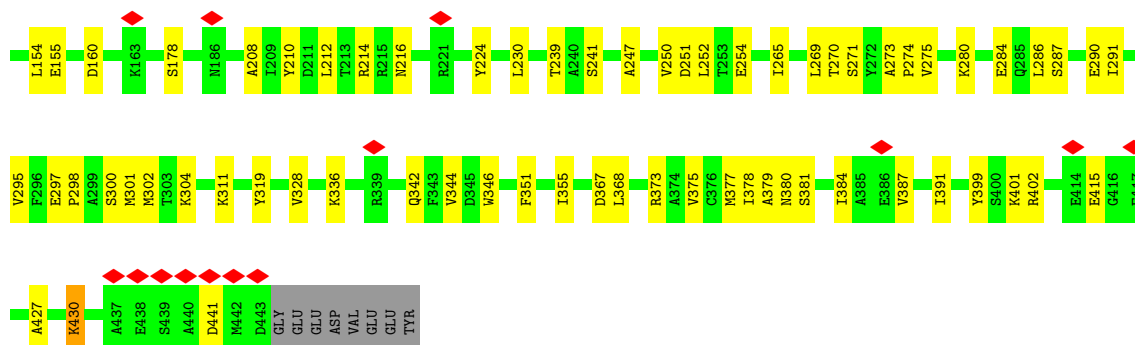 L154 E155 D160 K163 S178 N186 A208 I209 Y210 D211 L212 T213 R214 R215 N216 R221 Y224 L230 T239 A240 S241 A247 V250 D251 L252 T253 E254 I265 L269 T270 S271 Y272 A273 P274 V275 K280 E284 Q285 L286 S287 E290 I291
V295 F296 E297 P298 A299 S300 M301 M302 T303 K304 K311 Y319 V328 K336 R339 Q342 F343 V344 D345 W346 F351 I355 D367 L368 R373 A374 V375 C376 M377 I378 A379 N380 S381 I384 A385 E386 V387 I391 Y399 S400 K401 R402 E414 E415 G416
A427 K430 A437 E438 S439 A440 D441 M442 D443 GLY GLU GLU ASP VAL GLU GLU TYR